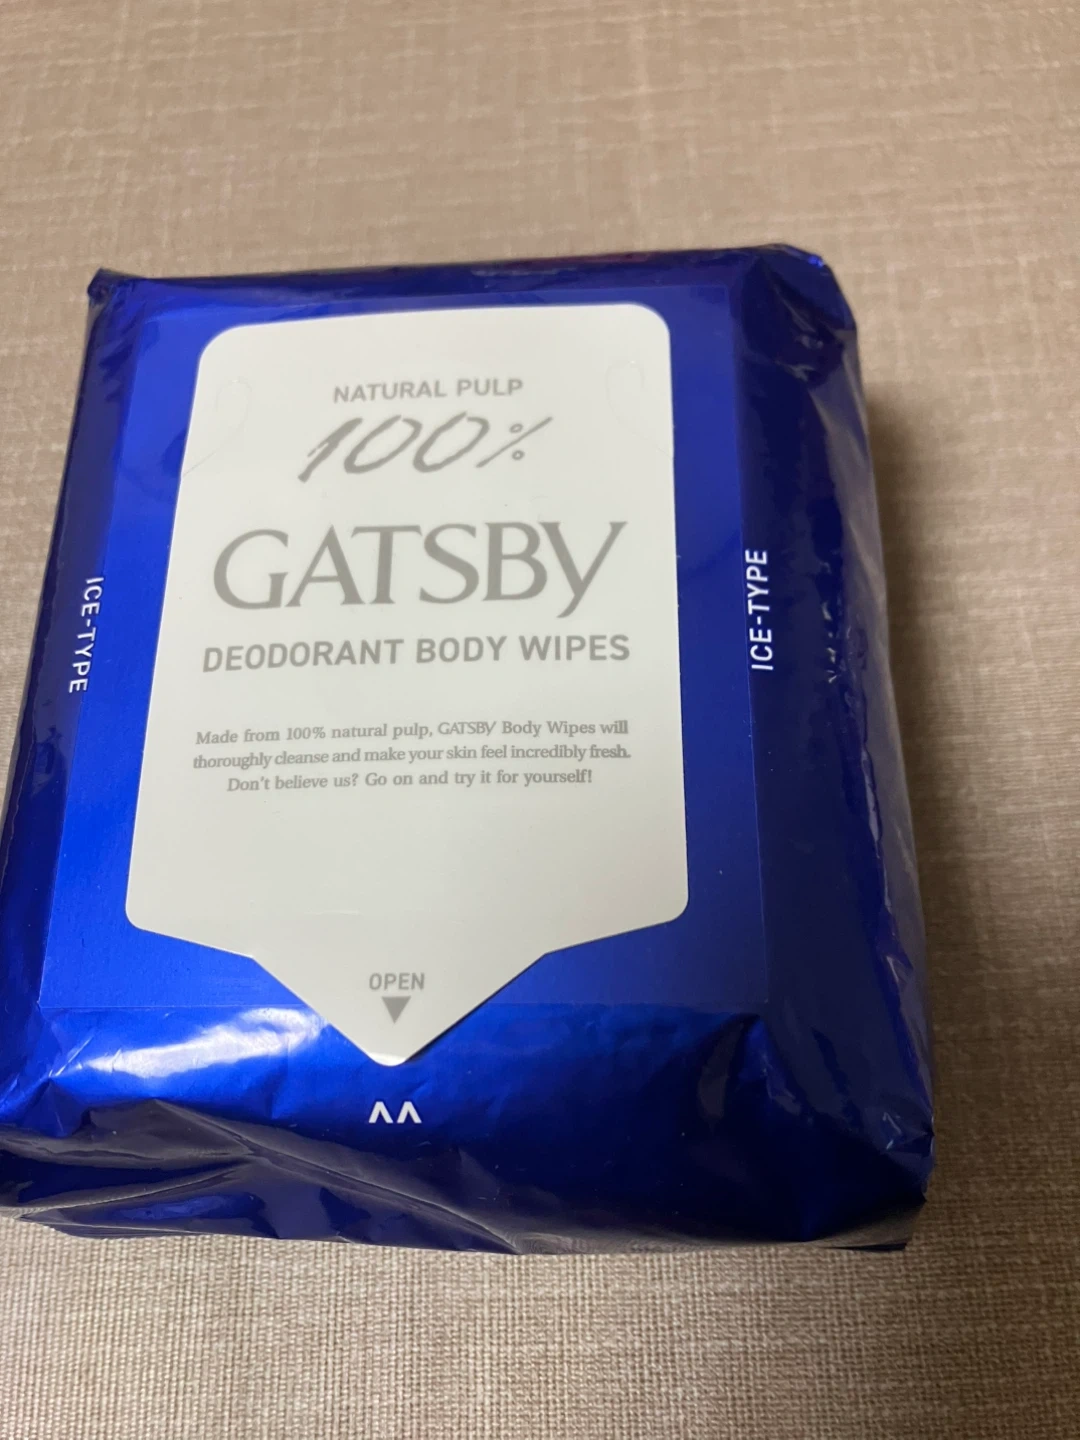 NATURAL PULP
100%
GATSBY
DEODORANT BODY WIPES
Made from 100% natural pulp, GATSBY Body Wipes will
thoroughly cleanse and make your skin feel incredibly fresh.
Don't believe us? Go on and try it for yourself!
ICE-TYPE
ICE-TYPE
OPEN